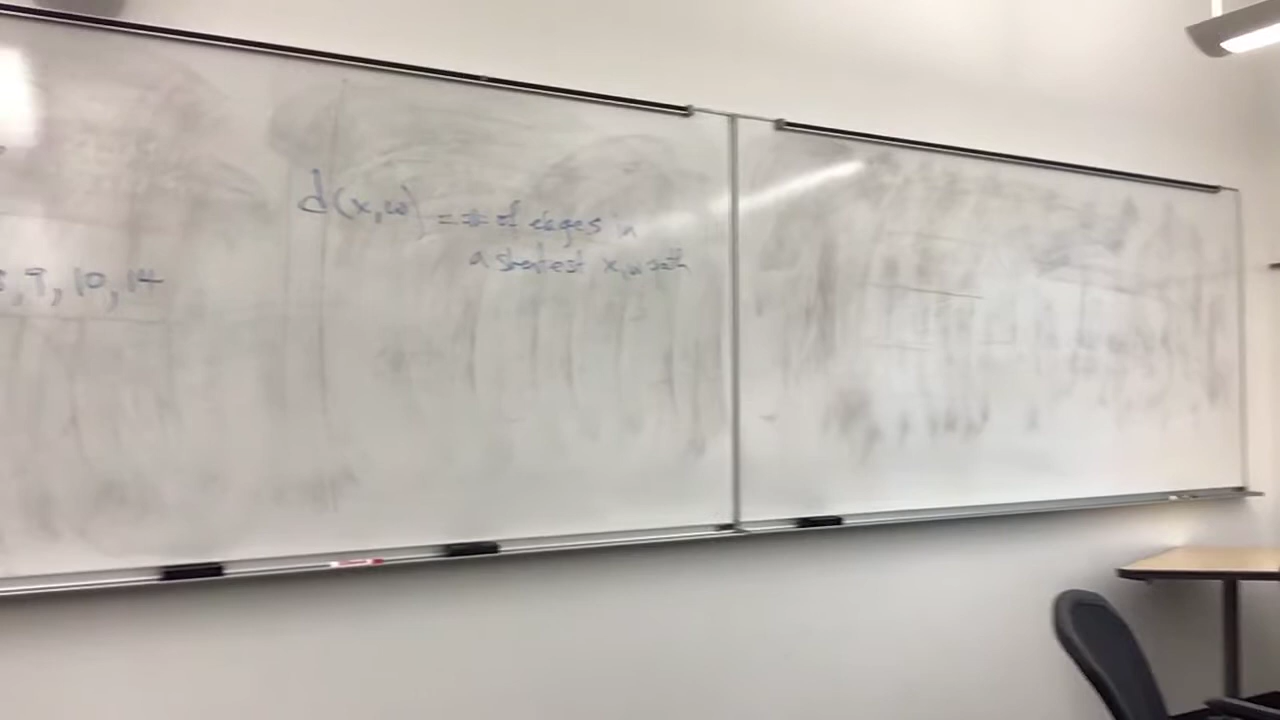 d(x,w) = # of edges in
a shortest x,w path
9, 10, 14